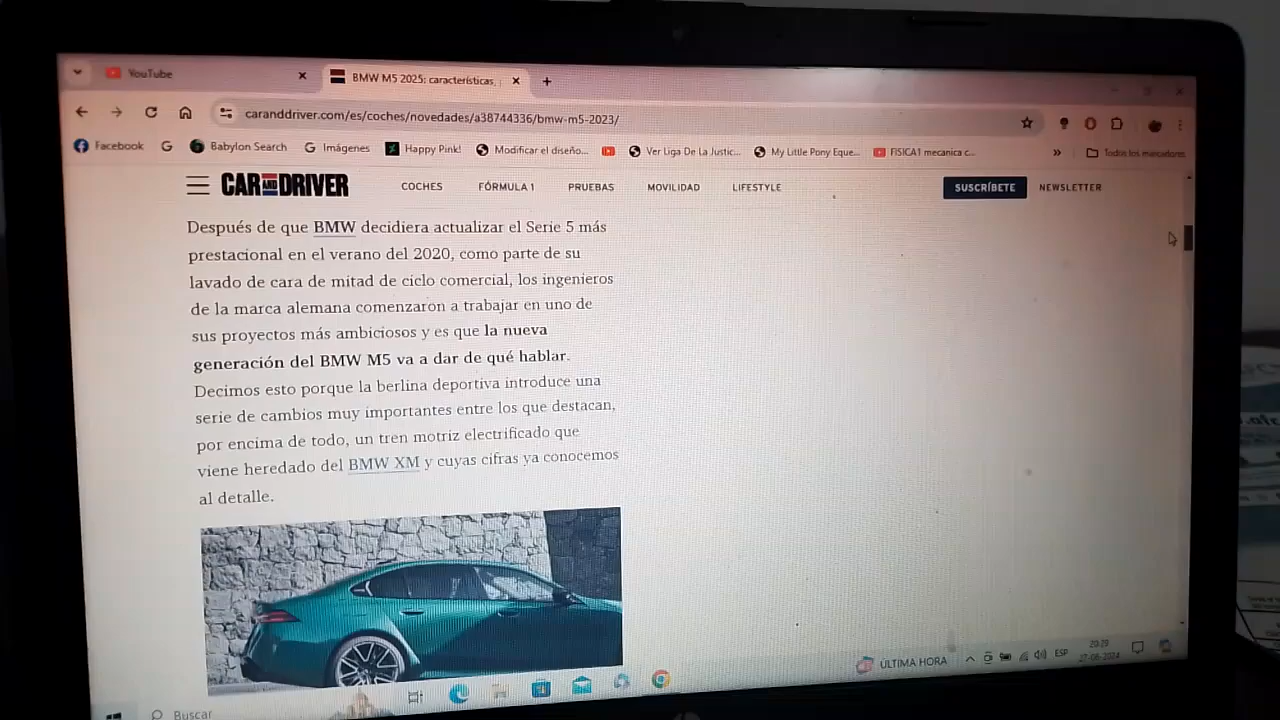 YouTube
BMW M5 2025: características,
caranddriver.com/es/coches/novedades/a38744336/bmw-m5-2023/
Facebook
Babylon Search
Imágenes
Happy Pink!
Modificar el diseño...
Ver Liga De La Justic...
My Little Pony Eque...
FISICA1 mecanica c...
»
Todos los marcadores
CAR AND DRIVER
COCHES
FÓRMULA 1
PRUEBAS
MOVILIDAD
LIFESTYLE
SUSCRÍBETE
NEWSLETTER
Después de que BMW decidiera actualizar el Serie 5 más
prestacional en el verano del 2020, como parte de su
lavado de cara de mitad de ciclo comercial, los ingenieros
de la marca alemana comenzaron a trabajar en uno de
sus proyectos más ambiciosos y es que la nueva
generación del BMW M5 va a dar de qué hablar.
Decimos esto porque la berlina deportiva introduce una
serie de cambios muy importantes entre los que destacan,
por encima de todo, un tren motriz electrificado que
viene heredado del BMW XM y cuyas cifras ya conocemos
al detalle.
ÚLTIMA HORA
ESP
20:29
27-06-2024
Buscar